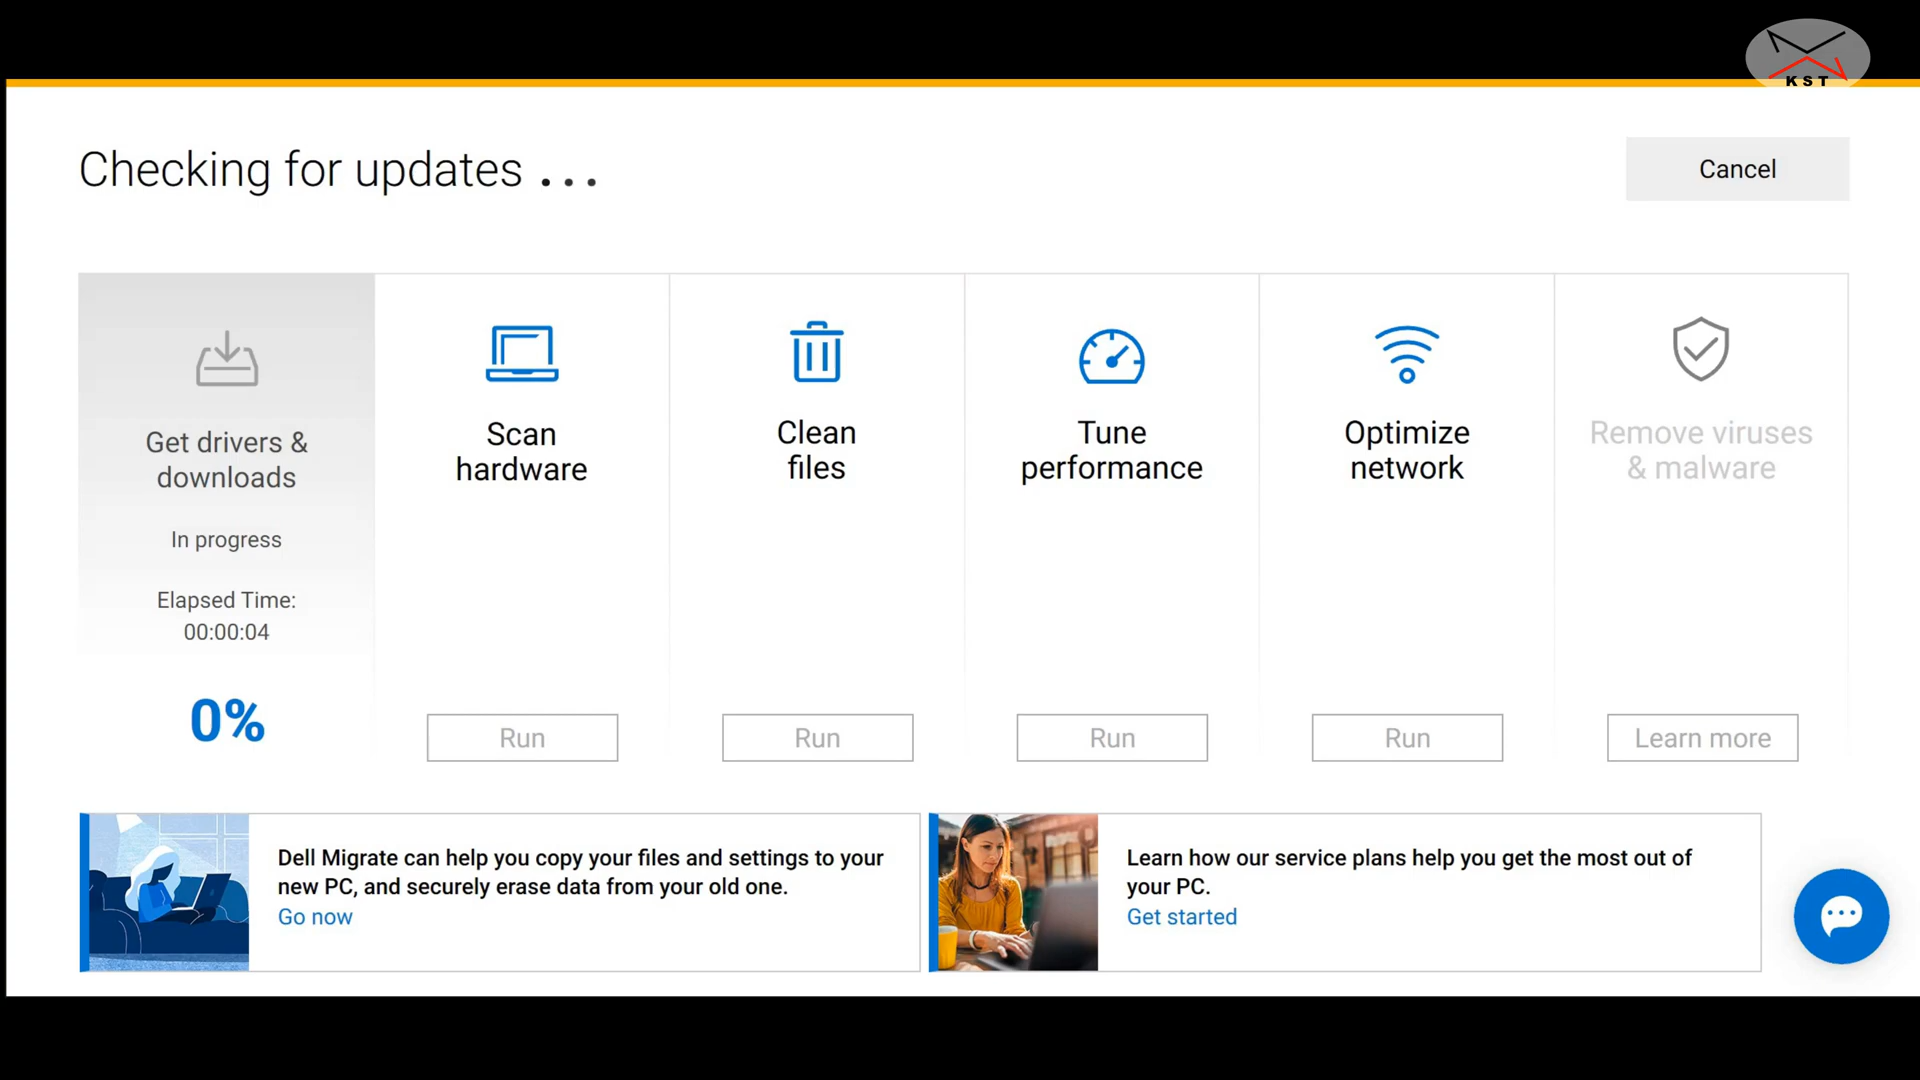 KST
Checking for updates ...
Cancel
Get drivers &
downloads
In progress
Elapsed Time:
00:00:04
0%
Scan
hardware
Run
Clean
files
Run
Tune
performance
Run
Optimize
network
Run
Remove viruses
& malware
Learn more
Dell Migrate can help you copy your files and settings to your
new PC, and securely erase data from your old one.
Go now
Learn how our service plans help you get the most out of
your PC.
Get started